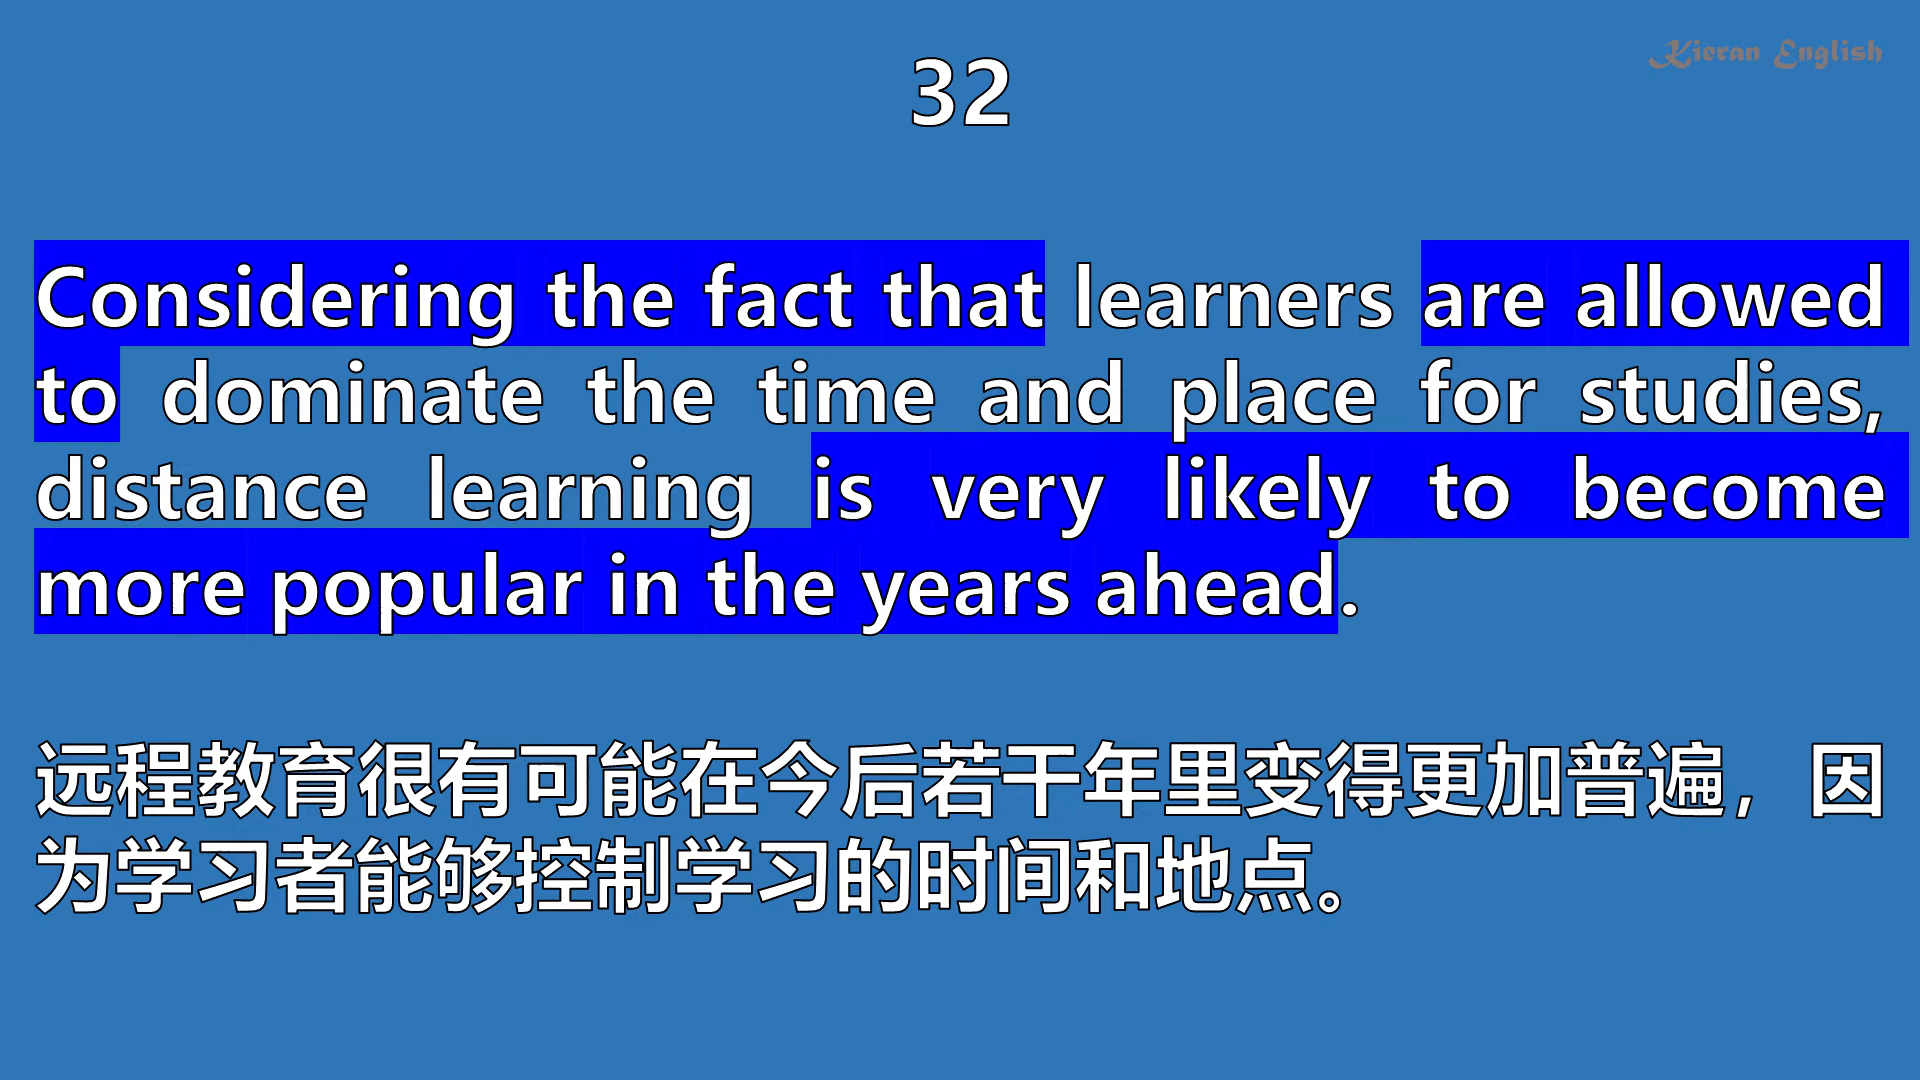 Kieran English
32
Considering the fact that learners are allowed
to dominate the time and place for studies,
distance learning is very likely to become
more popular in the years ahead.
远程教育很有可能在今后若干年里变得更加普遍，因
为学习者能够控制学习的时间和地点。